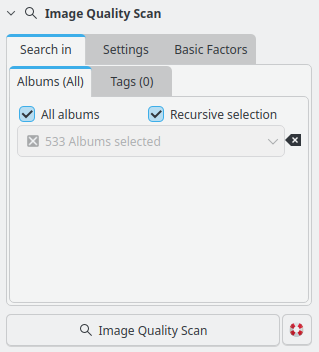 Image Quality Scan
Search in Settings Basic Factors
Albums (All) Tags (0)
All albums Recursive selection
533 Albums selected
Image Quality Scan